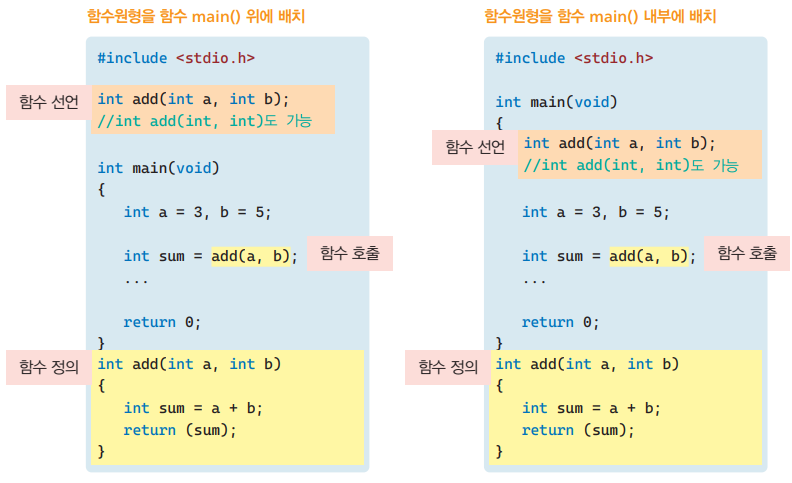 함수원형을 함수 main() 위에 배치
#include <stdio.h>
함수 선언
int add(int a, int b);
//int add(int, int)도 가능
int main(void)
{
int a = 3, b = 5;
int sum = add(a, b);
함수 호출
...
return 0;
}
함수 정의
int add(int a, int b)
{
int sum = a + b;
return (sum);
}
함수원형을 함수 main() 내부에 배치
#include <stdio.h>
int main(void)
{
함수 선언
int add(int a, int b);
//int add(int, int)도 가능
int a = 3, b = 5;
int sum = add(a, b);
함수 호출
...
return 0;
}
함수 정의
int add(int a, int b)
{
int sum = a + b;
return (sum);
}